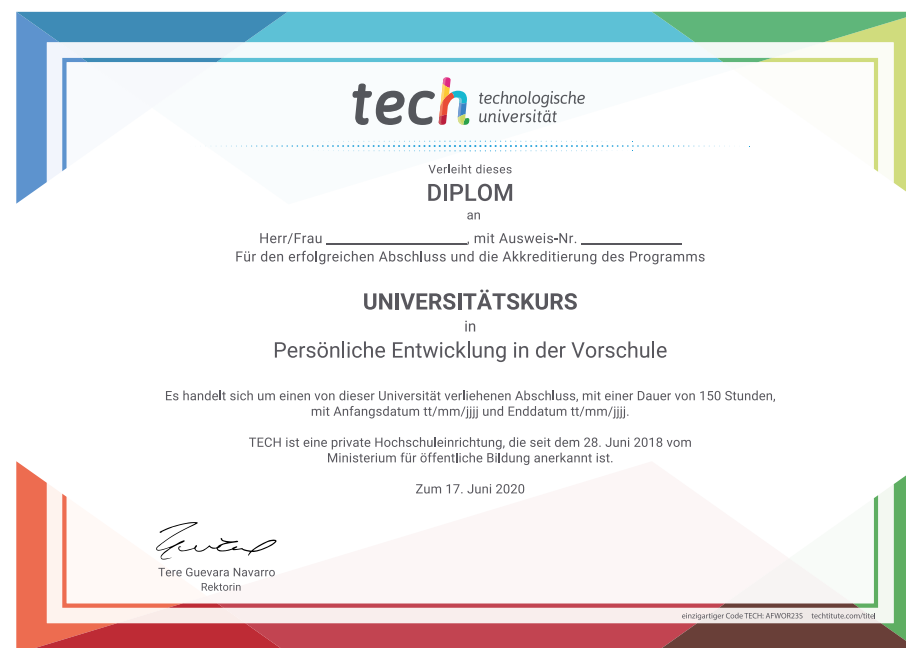 tech technologische
universität
Verleiht dieses
DIPLOM
an
Herr/Frau ____________________, mit Ausweis-Nr. ______________
Für den erfolgreichen Abschluss und die Akkreditierung des Programms
UNIVERSITÄTSKURS
in
Persönliche Entwicklung in der Vorschule
Es handelt sich um einen von dieser Universität verliehenen Abschluss, mit einer Dauer von 150 Stunden,
mit Anfangsdatum tt/mm/jjjj und Enddatum tt/mm/jjjj.
TECH ist eine private Hochschuleinrichtung, die seit dem 28. Juni 2018 vom
Ministerium für öffentliche Bildung anerkannt ist.
Zum 17. Juni 2020
Tere Guevara Navarro
Rektorin
einzigartiger Code TECH: AFWOR23S techtitute.com/titel